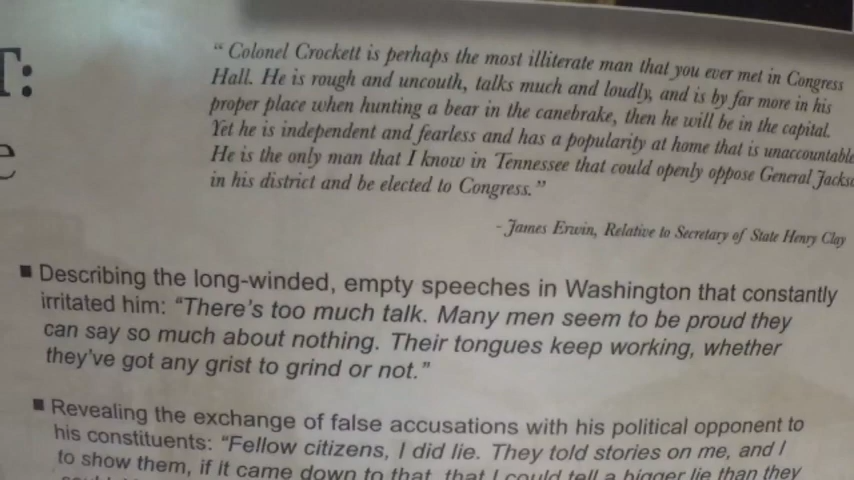 T:
e
“ Colonel Crockett is perhaps the most illiterate man that you ever met in Congress
Hall. He is rough and uncouth, talks much and loudly, and is by far more in his
proper place when hunting a bear in the canebrake, then he will be in the capital.
Yet he is independent and fearless and has a popularity at home that is unaccountable
He is the only man that I know in Tennessee that could openly oppose General Jackso
in his district and be elected to Congress.”
- James Erwin, Relative to Secretary of State Henry Clay
■ Describing the long-winded, empty speeches in Washington that constantly
irritated him: “There's too much talk. Many men seem to be proud they
can say so much about nothing. Their tongues keep working, whether
they've got any grist to grind or not.”
■ Revealing the exchange of false accusations with his political opponent to
his constituents: “Fellow citizens, I did lie. They told stories on me, and I
to show them, if it came down to that, that I could tell a bigger lie than they